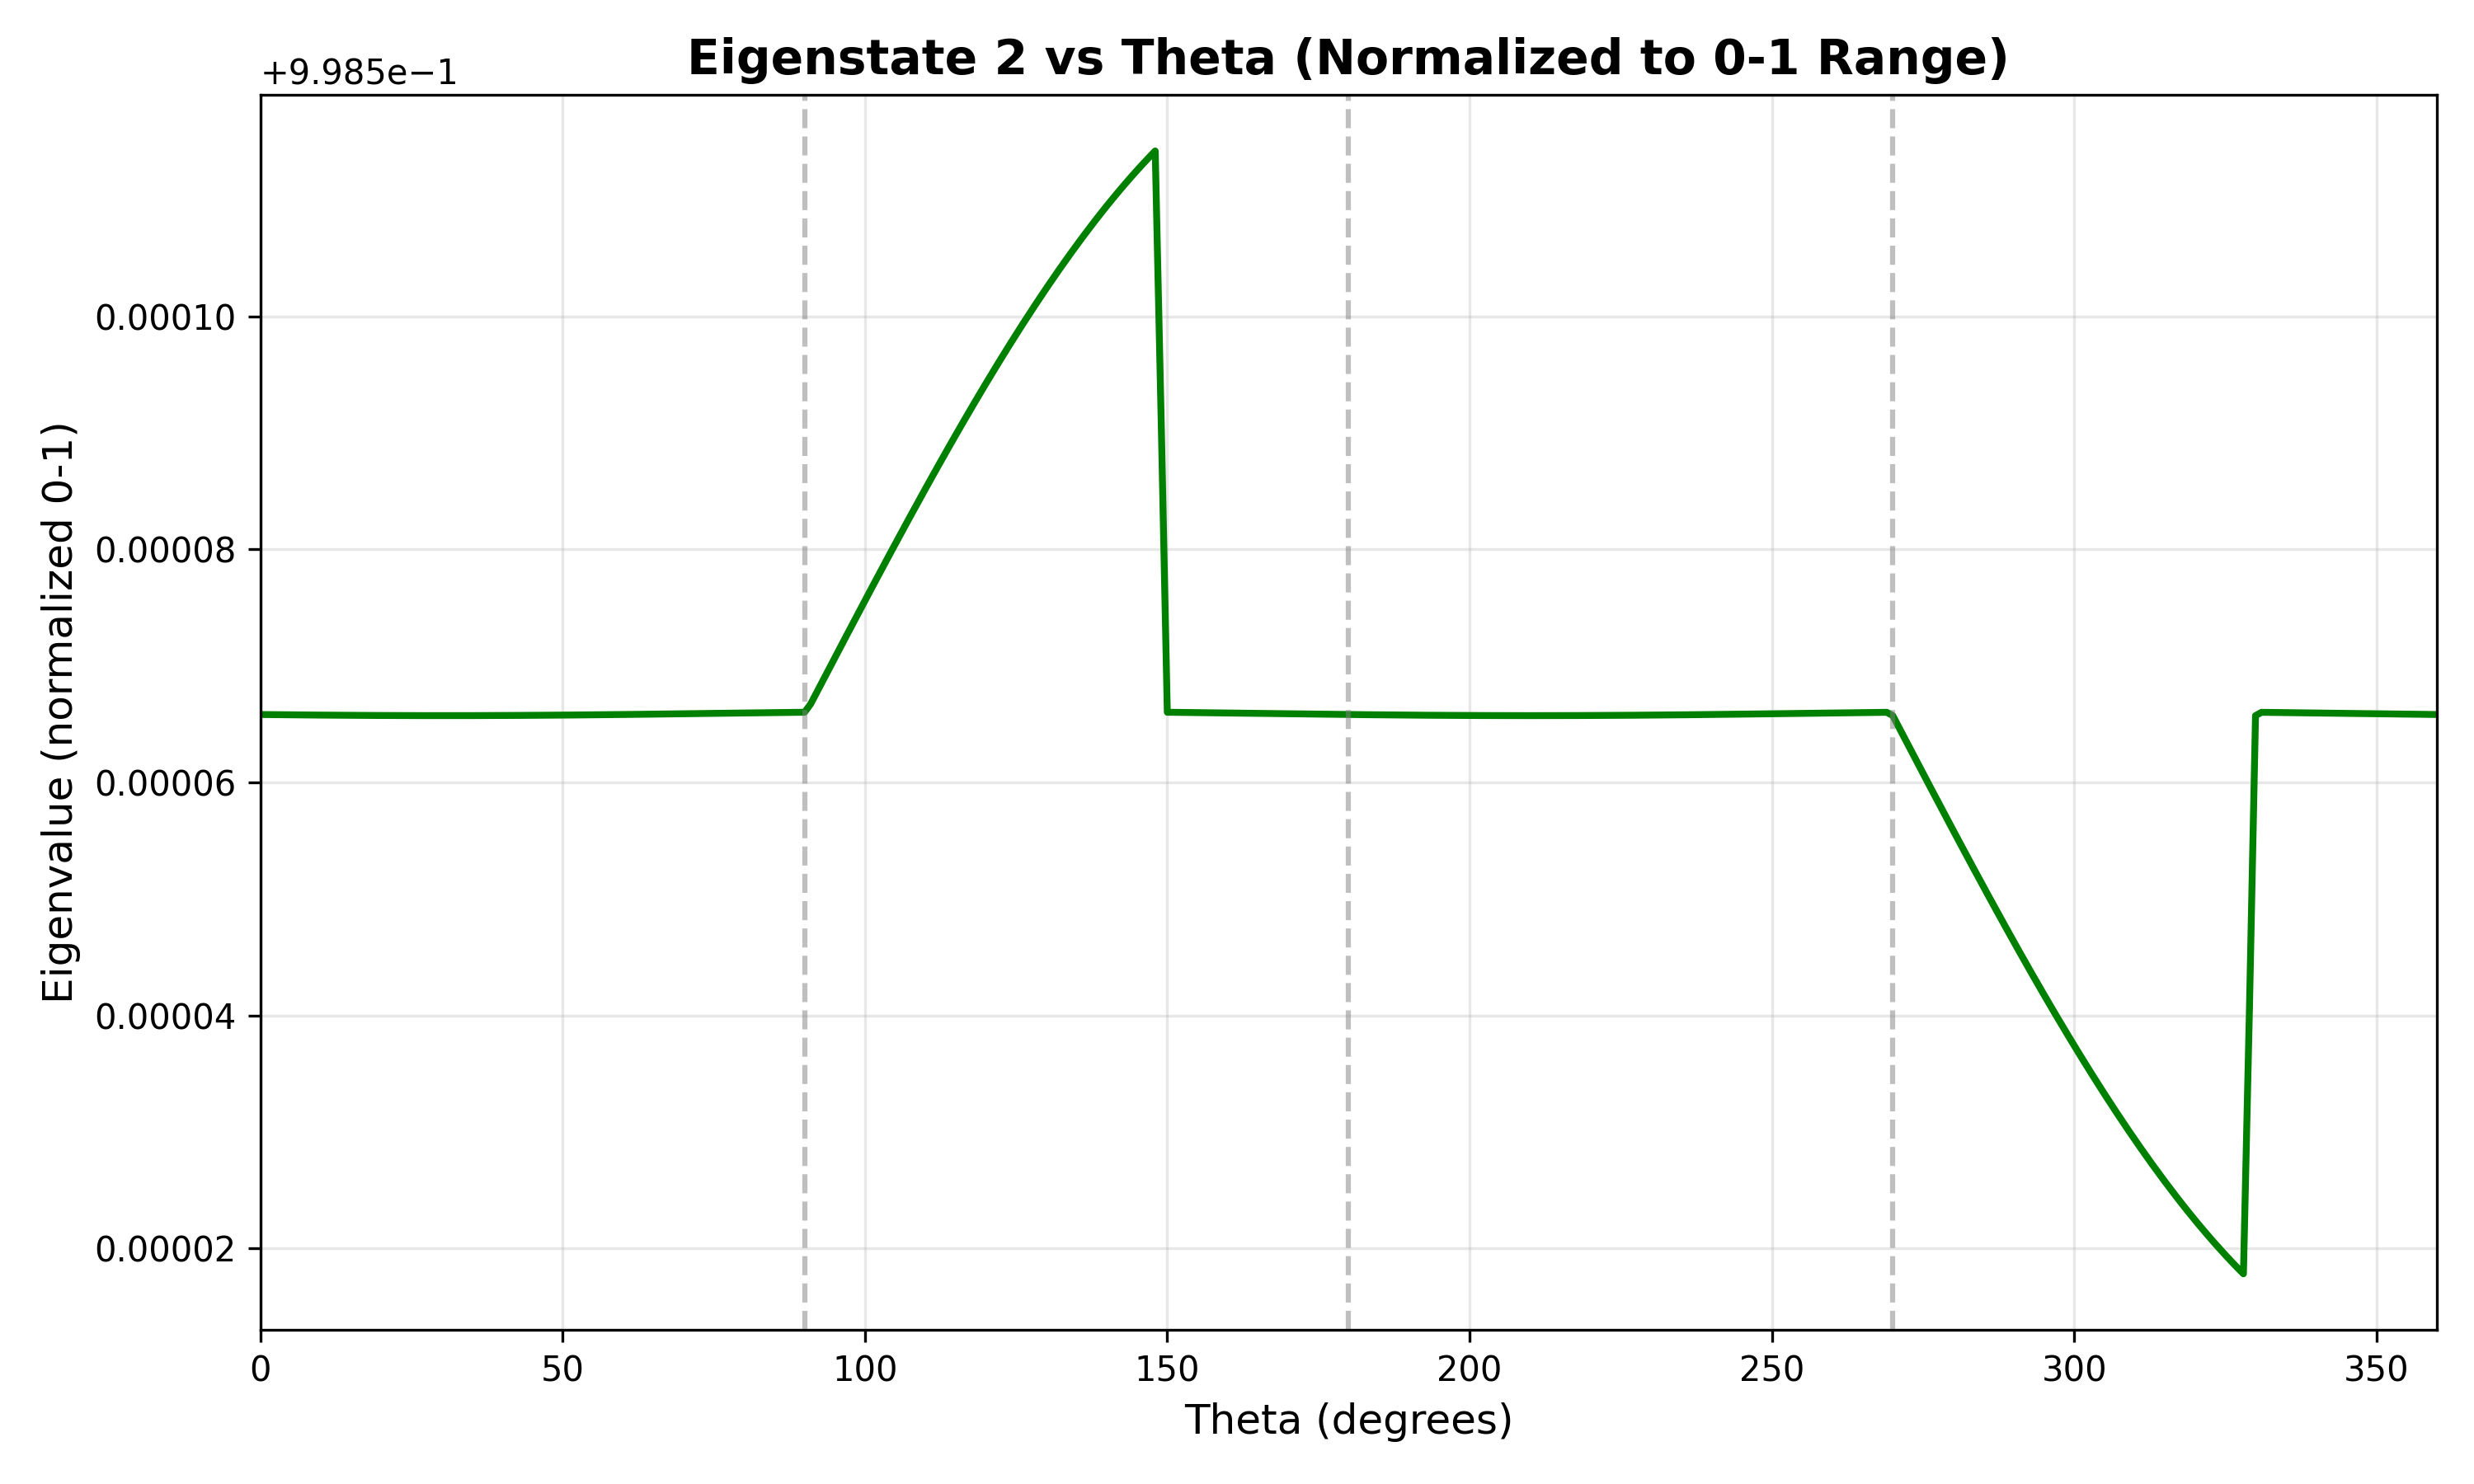 Eigenstate 2 vs Theta (Normalized to 0-1 Range)
+9.985e−1
Eigenvalue (normalized 0-1)
0.00010
0.00008
0.00006
0.00004
0.00002
0 50 100 150 200 250 300 350
Theta (degrees)